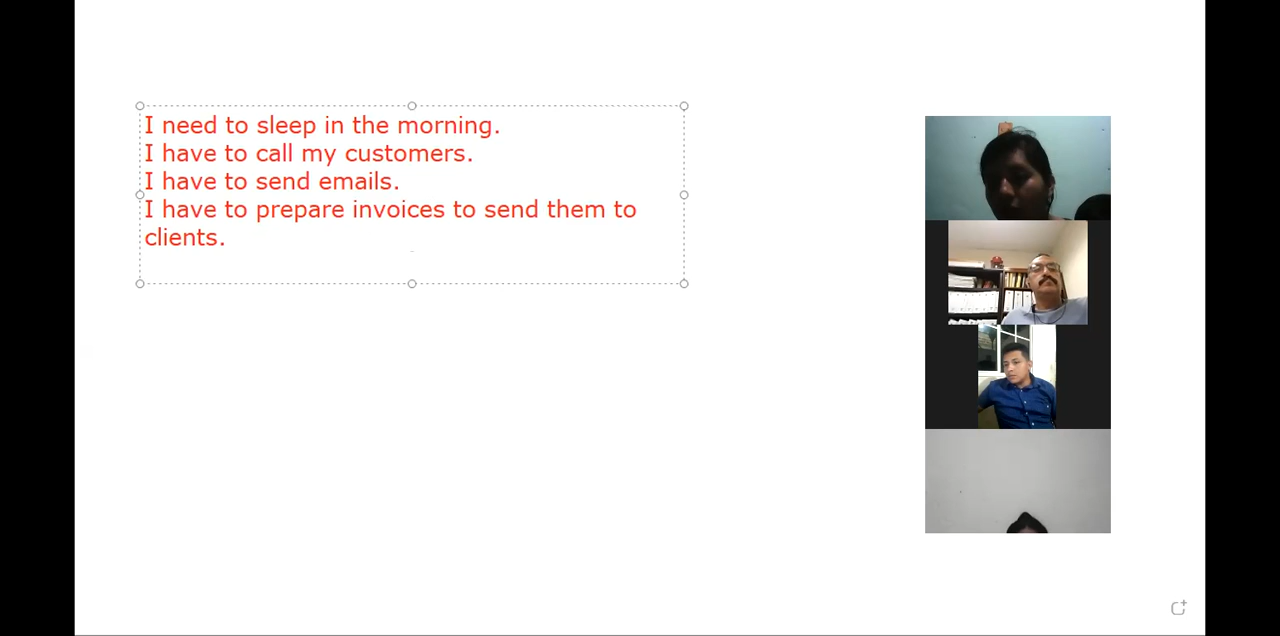 I need to sleep in the morning.
I have to call my customers.
I have to send emails.
I have to prepare invoices to send them to
clients.